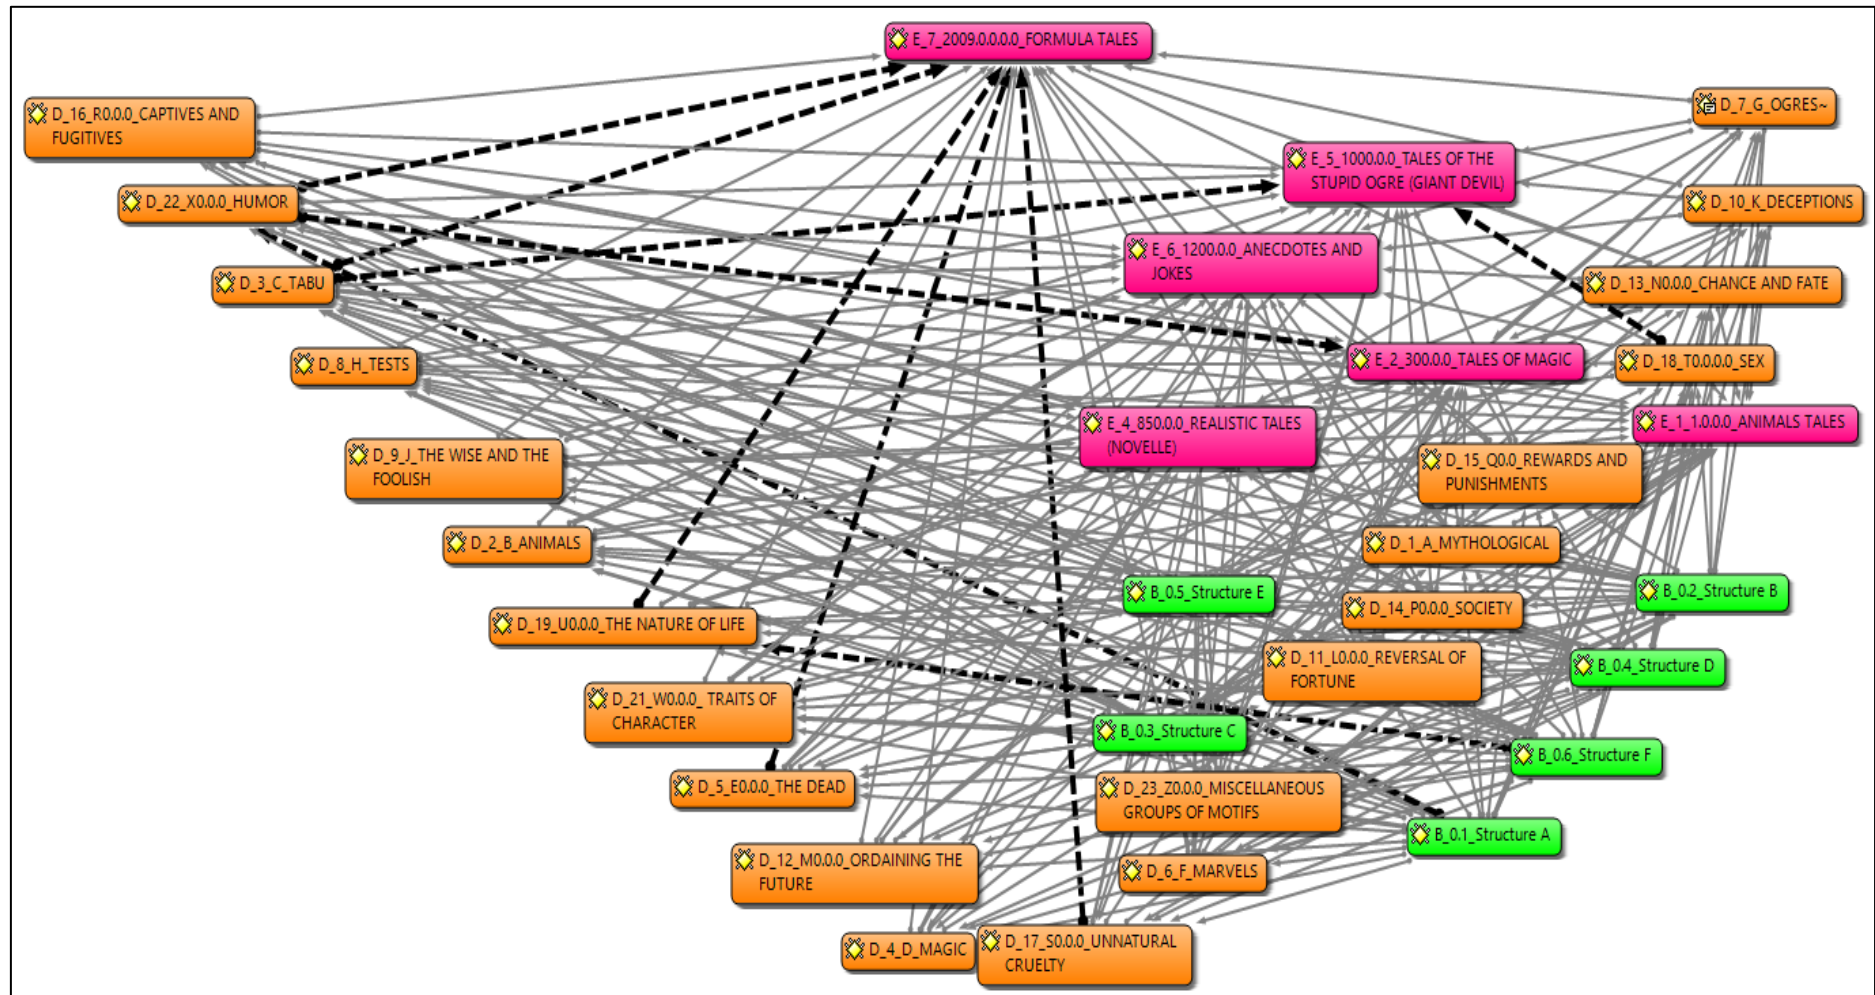 E_7_2009.0.0.0.0_FORMULA TALES
D_16_R0.0.0_CAPTIVES AND
FUGITIVES
D_7_G_OGRES~
E_5_1000.0.0_TALES OF THE
STUPID OGRE (GIANT DEVIL)
D_22_X0.0.0_HUMOR
D_10_K_DECEPTIONS
E_6_1200.0.0_ANECDOTES AND
JOKES
D_3_C_TABU
D_13_N0.0.0_CHANCE AND FATE
D_8_H_TESTS
E_2_300.0.0_TALES OF MAGIC
D_18_T0.0.0.0_SEX
E_4_850.0.0_REALISTIC TALES
(NOVELLE)
E_1_1.0.0.0_ANIMALS TALES
D_9_J_THE WISE AND THE
FOOLISH
D_15_Q0.0_REWARDS AND
PUNISHMENTS
D_2_B_ANIMALS
D_1_A_MYTHOLOGICAL
B_0.5_Structure E
B_0.2_Structure B
D_14_P0.0.0_SOCIETY
D_19_U0.0.0_THE NATURE OF LIFE
D_11_L0.0.0_REVERSAL OF
FORTUNE
B_0.4_Structure D
D_21_W0.0.0_ TRAITS OF
CHARACTER
B_0.3_Structure C
B_0.6_Structure F
D_5_E0.0.0_THE DEAD
D_23_Z0.0.0_MISCELLANEOUS
GROUPS OF MOTIFS
B_0.1_Structure A
D_12_M0.0.0_ORDAINING THE
FUTURE
D_6_F_MARVELS
D_4_D_MAGIC
D_17_S0.0.0_UNNATURAL
CRUELTY